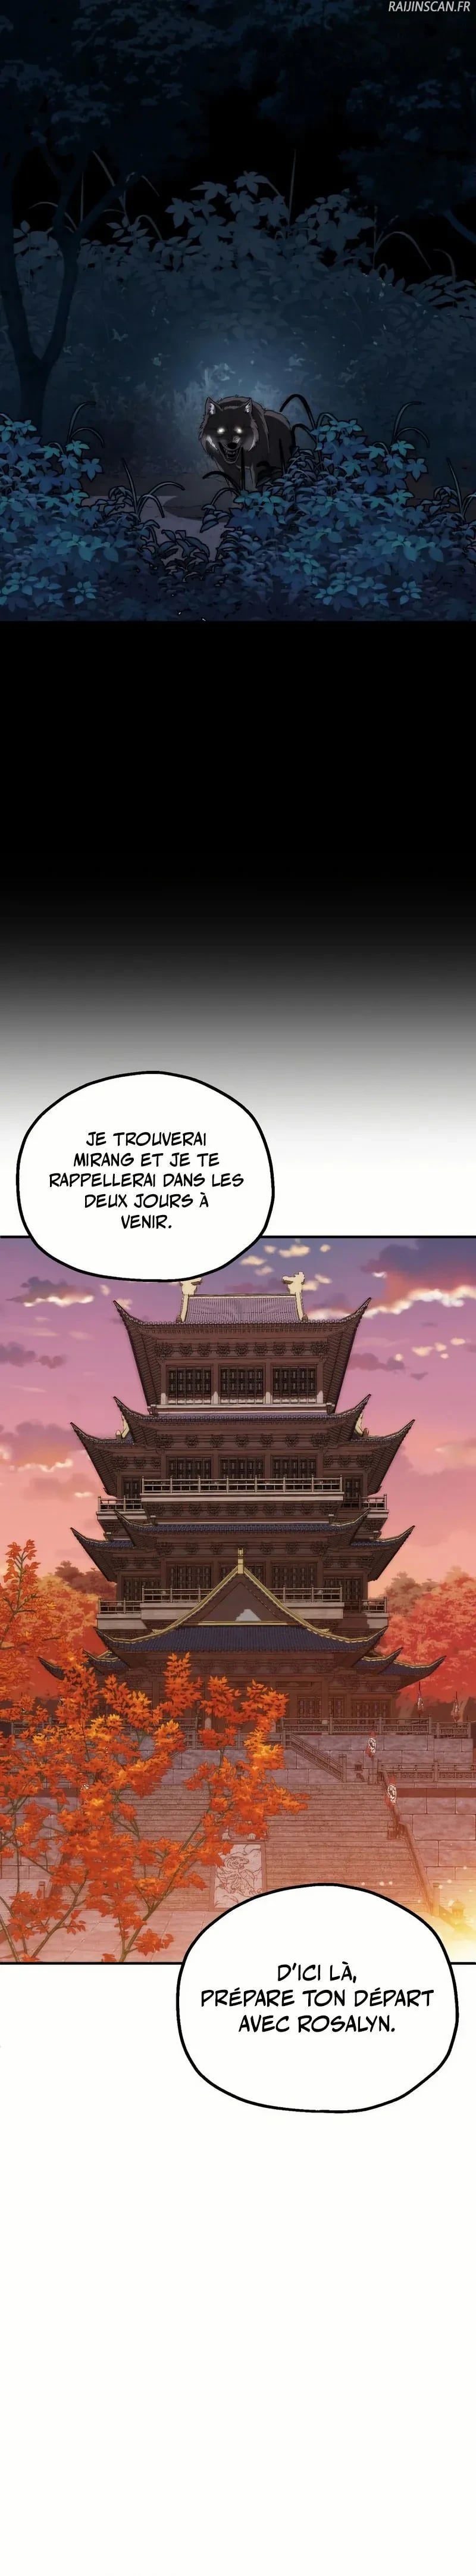 RAIJINSCAN.FR
JE TROUVERAI
MIRANG ET JE TE
RAPPELLERAI DANS LES
DEUX JOURS À
VENIR.
D'ICI LÀ,
PRÉPARE TON DÉPART
AVEC ROSALYN.